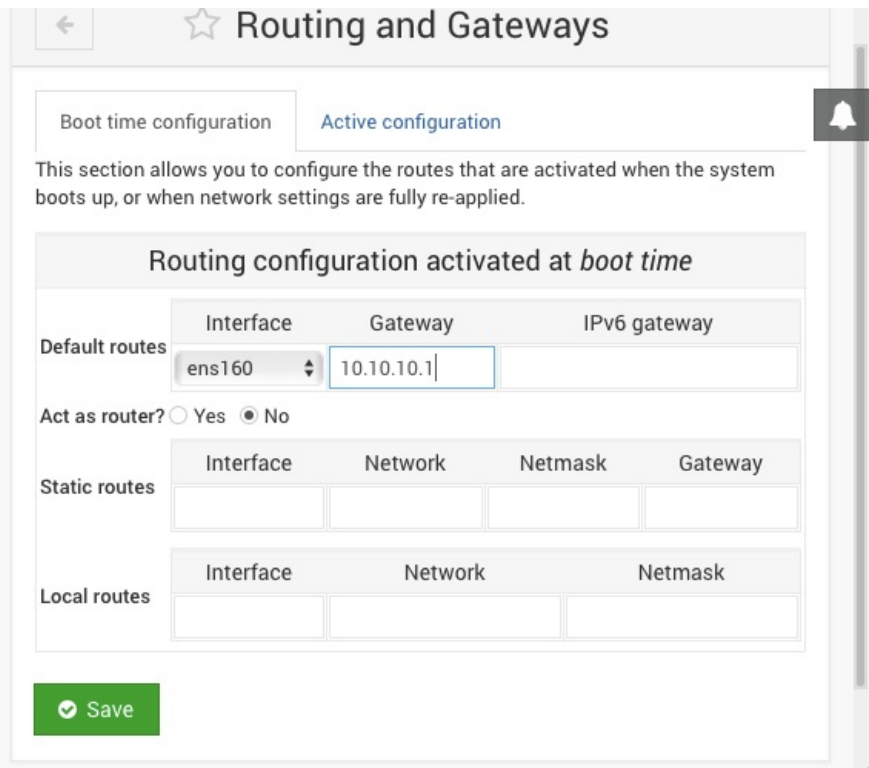 Routing and Gateways
Boot time configuration
Active configuration
This section allows you to configure the routes that are activated when the system
boots up, or when network settings are fully re-applied.
Routing configuration activated at boot time
Default routes
Interface Gateway IPv6 gateway
ens160 10.10.10.1
Act as router? Yes No
Static routes
Interface Network Netmask Gateway
Local routes
Interface Network Netmask
Save